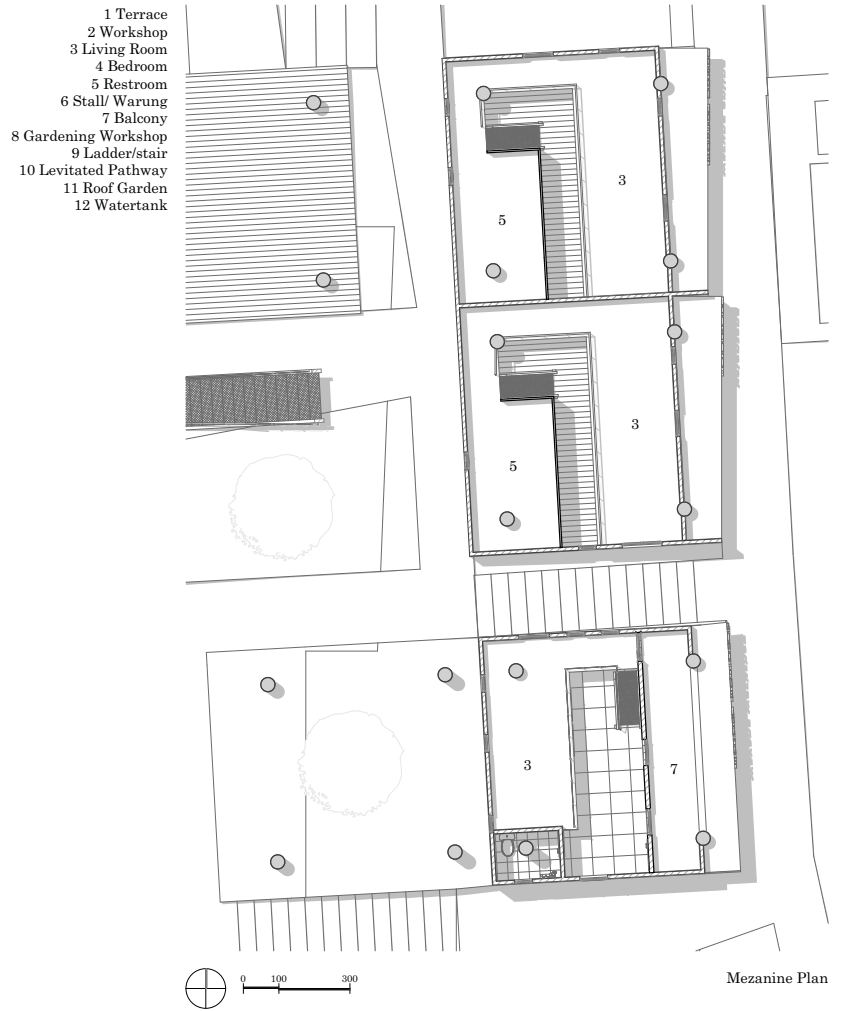 1 Terrace
2 Workshop
3 Living Room
4 Bedroom
5 Restroom
6 Stall/ Warung
7 Balcony
8 Gardening Workshop
9 Ladder/stair
10 Levitated Pathway
11 Roof Garden
12 Watertank
3
5
3
5
3
7
0 100 300
Mezanine Plan